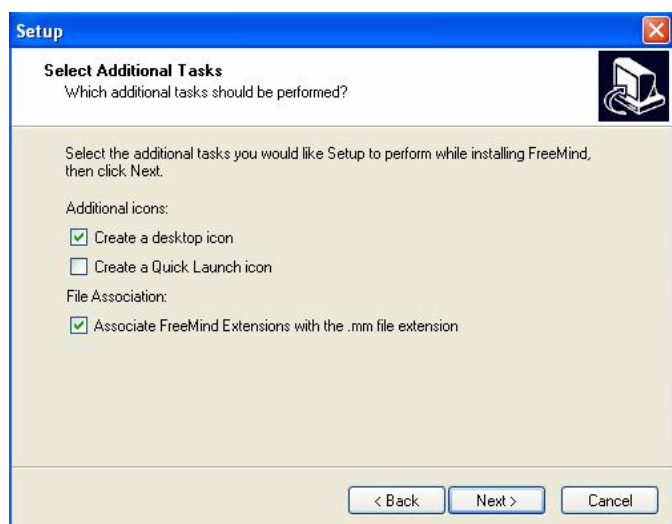 Setup
Select Additional Tasks
Which additional tasks should be performed?
Select the additional tasks you would like Setup to perform while installing FreeMind,
then click Next.
Additional icons:
Create a desktop icon
Create a Quick Launch icon
File Association:
Associate FreeMind Extensions with the .mm file extension
< Back Next > Cancel